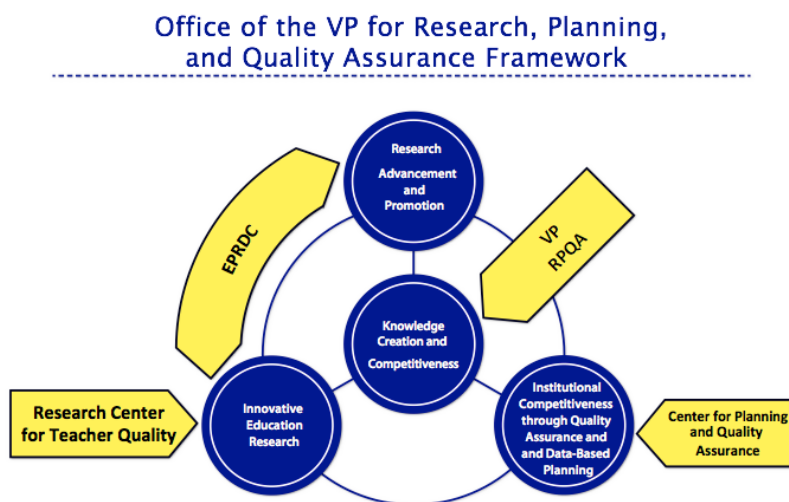 Office of the VP for Research, Planning,
and Quality Assurance Framework
Research
Advancement
and
Promotion
EPRDC
VP
RPQA
Knowledge
Creation and
Competitiveness
Research Center
for Teacher Quality
Innovative
Education
Research
Institutional
Competitiveness
through Quality
Assurance and
and Data-Based
Planning
Center for Planning
and Quality
Assurance